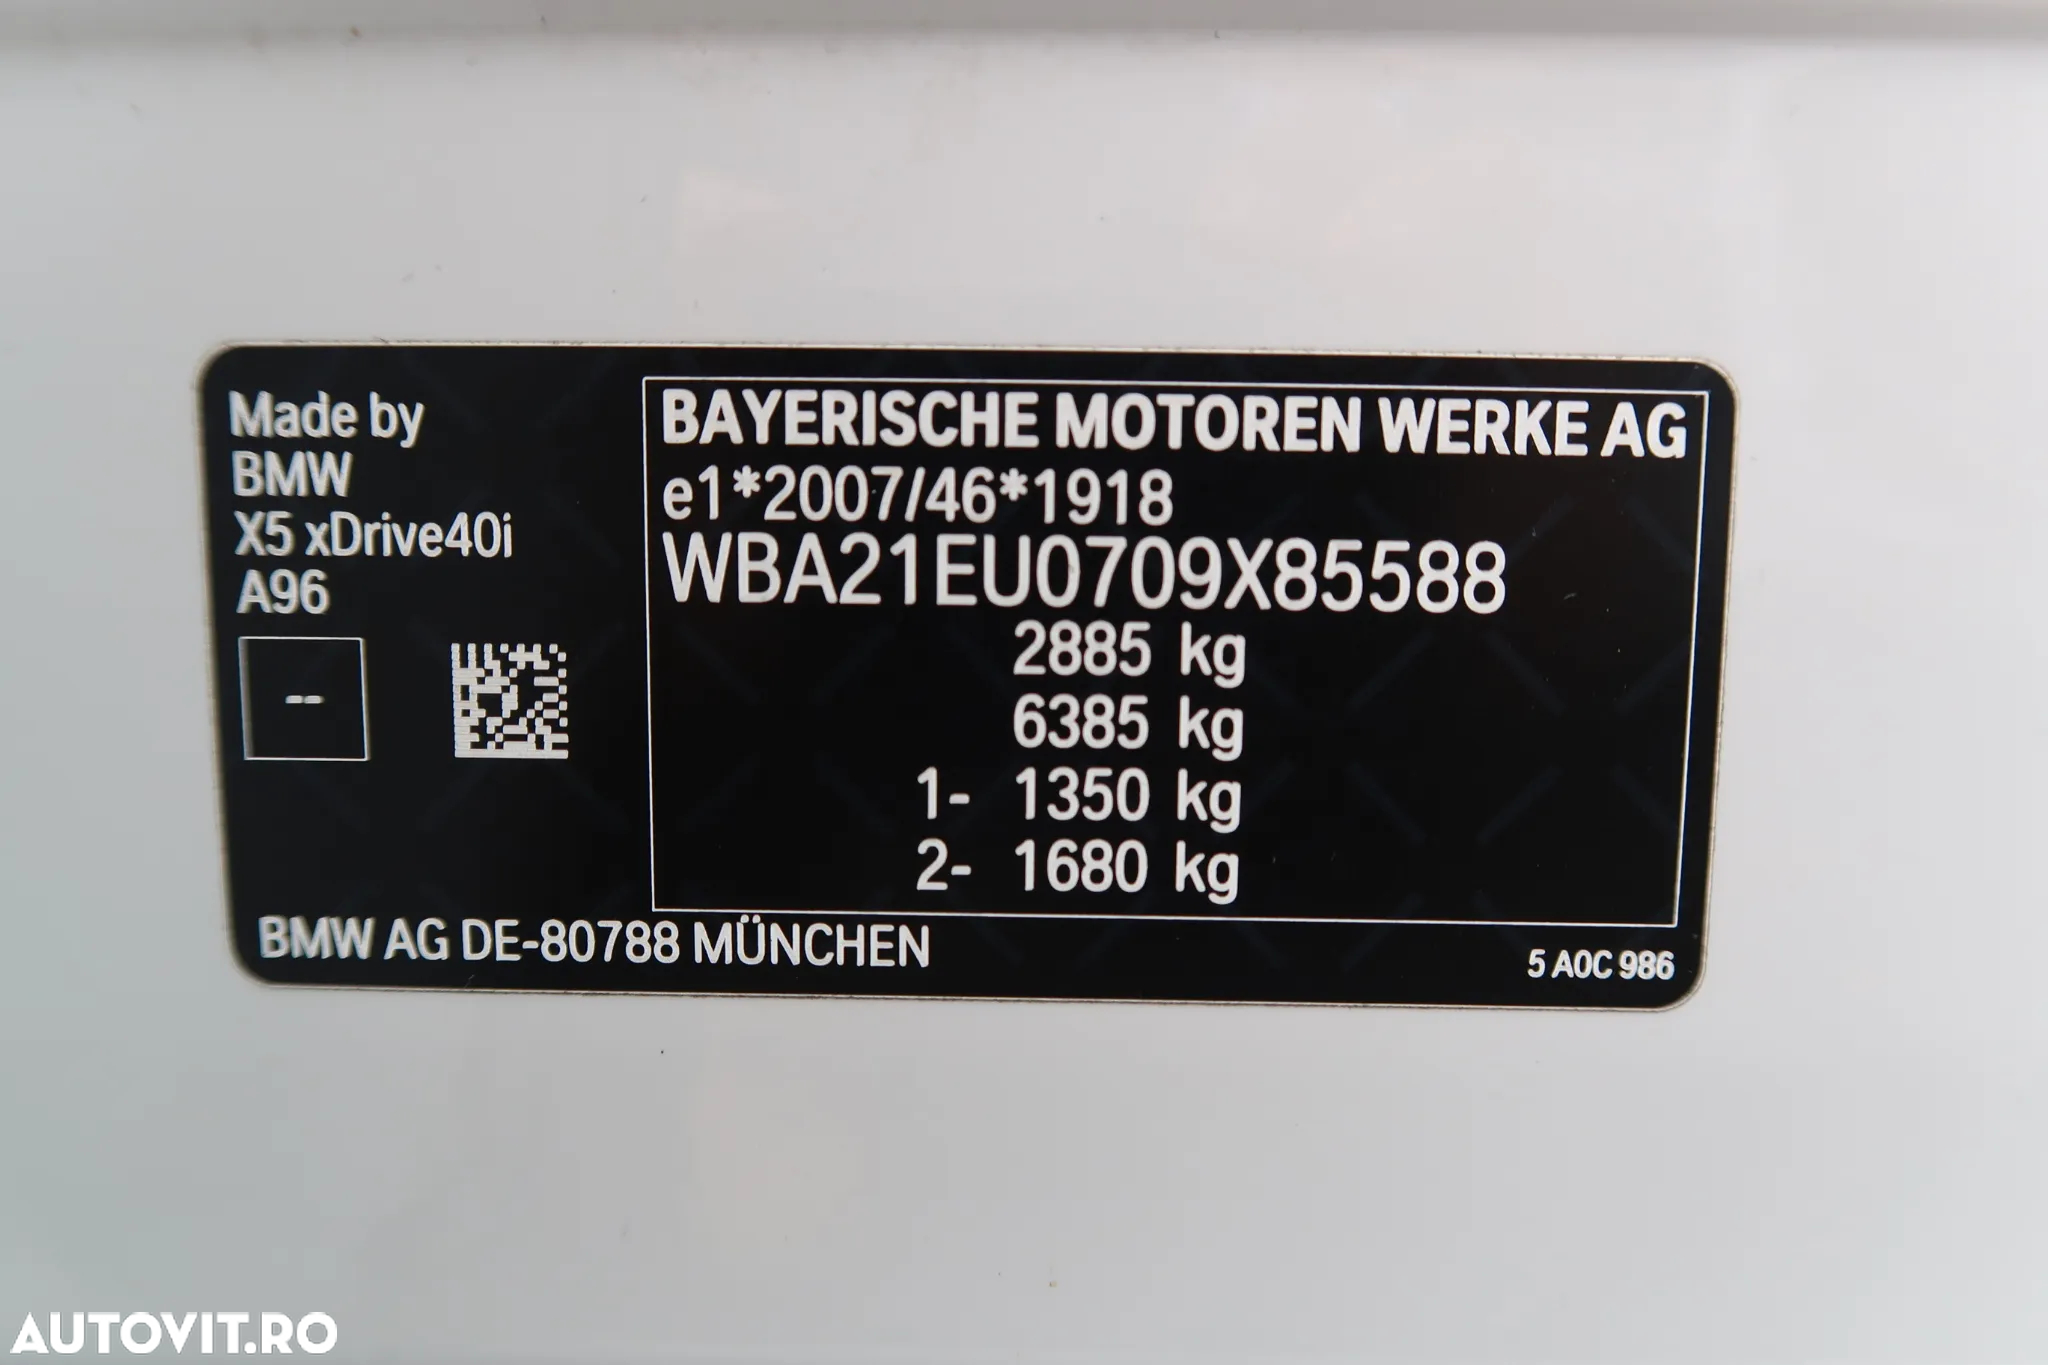 Made by
BMW
X5 xDrive40i
A96
--
BAYERISCHE MOTOREN WERKE AG
e1*2007/46*1918
WBA21EU0709X85588
2885 kg
6385 kg
1- 1350 kg
2- 1680 kg
BMW AG DE-80788 MÜNCHEN
5 A0C 986
AUTOVIT.RO